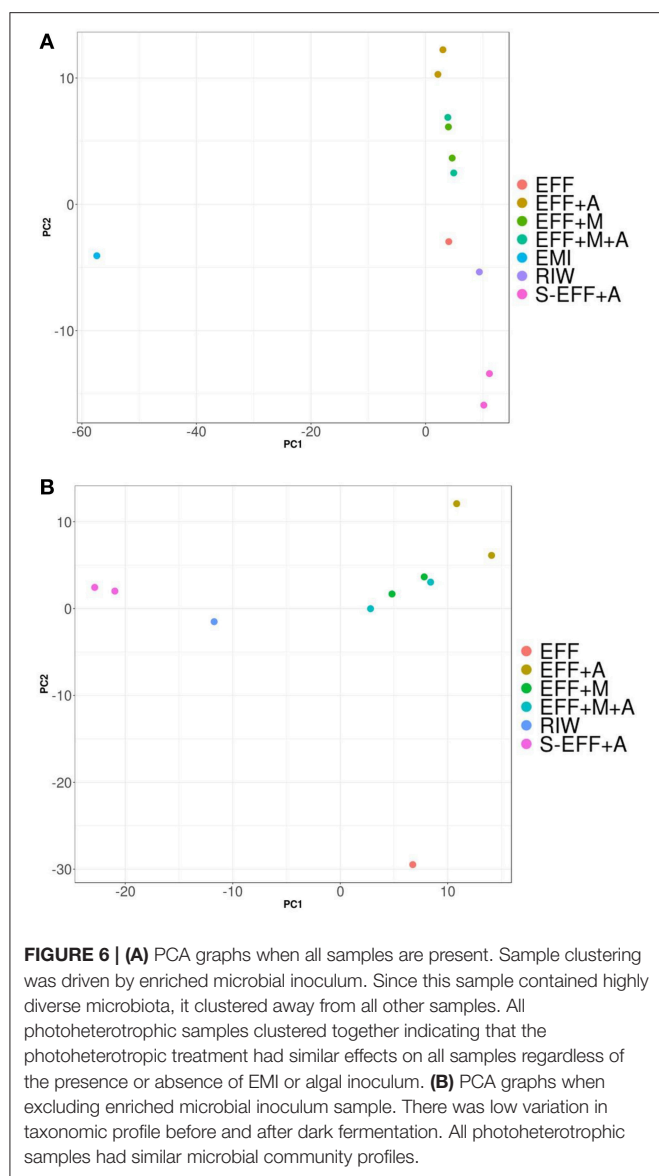 A
10
0
-10
PC2
-60
-40
-20
0
PC1
EFF
EFF+A
EFF+M
EFF+M+A
EMI
RIW
S-EFF+A
B
10
0
-10
-20
-30
PC2
-20
-10
0
10
PC1
EFF
EFF+A
EFF+M
EFF+M+A
RIW
S-EFF+A
FIGURE 6 | (A) PCA graphs when all samples are present. Sample clustering
was driven by enriched microbial inoculum. Since this sample contained highly
diverse microbiota, it clustered away from all other samples. All
photoheterotrophic samples clustered together indicating that the
photoheterotropic treatment had similar effects on all samples regardless of
the presence or absence of EMI or algal inoculum. (B) PCA graphs when
excluding enriched microbial inoculum sample. There was low variation in
taxonomic profile before and after dark fermentation. All photoheterotrophic
samples had similar microbial community profiles.